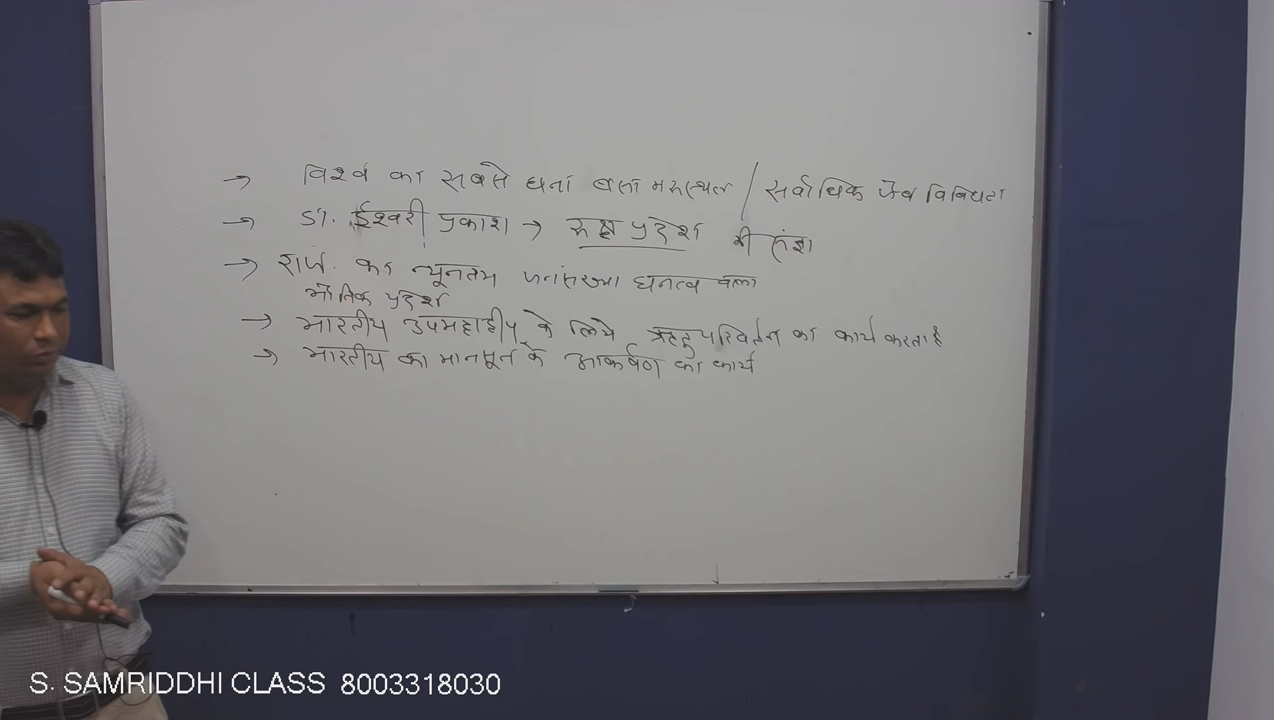 → विश्व का सबसे घना बसा मरुस्थल / सर्वाधिक जैव विविधता
→ डॉ. ईश्वरी प्रकाश → रूक्ष प्रदेश की संज्ञा
→ राज. का न्यूनतम जनसंख्या घनत्व वाला
भौतिक प्रदेश
→ भारतीय उपमहाद्वीप के लिये ऋतु परिवर्तन का कार्य करता है
→ भारतीय का मानसून के आकर्षण का कार्य
S. SAMRIDDHI CLASS 8003318030